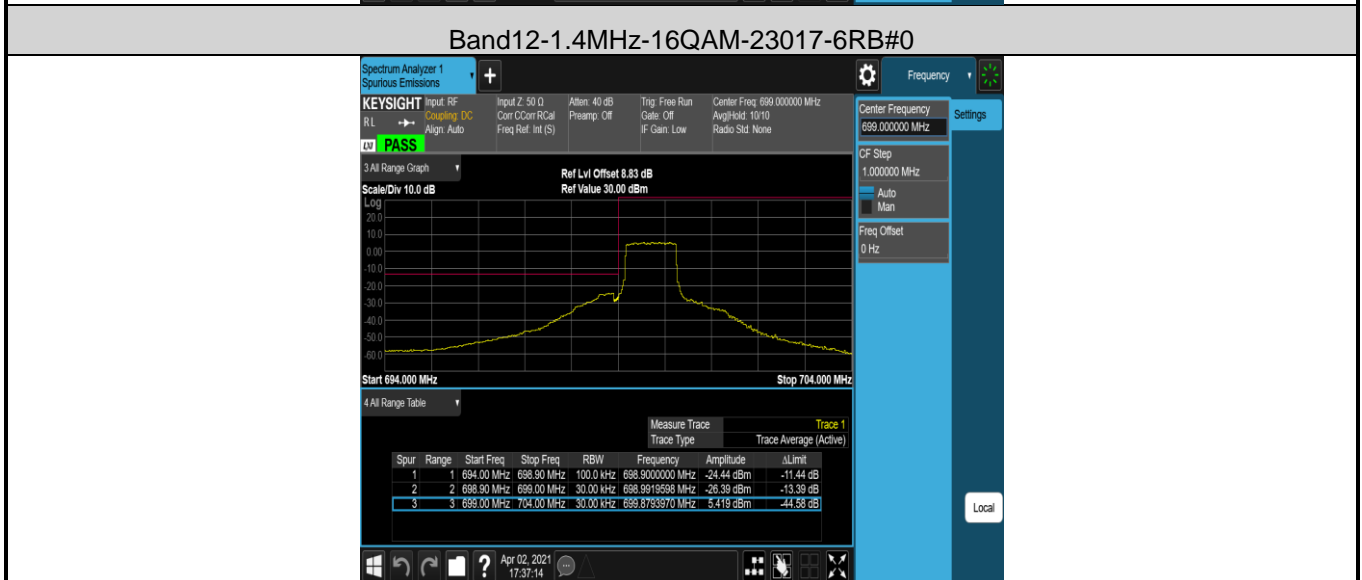 Band12-1.4MHz-16QAM-23017-6RB#0
Spectrum Analyzer 1
Spurious Emissions
+
Frequency
KEYSIGHT
RL
LXI PASS
Input: RF
Coupling: DC
Align: Auto
Input Z: 50 Ω
Corr CCorr RCal
Freq Ref: Int (S)
Atten: 40 dB
Preamp: Off
Trig: Free Run
Gate: Off
IF Gain: Low
Center Freq: 699.000000 MHz
Avg|Hold: 10/10
Radio Std: None
Center Frequency
699.000000 MHz
Settings
CF Step
1.000000 MHz
Auto
Man
Freq Offset
0 Hz
3 All Range Graph
Ref Lvl Offset 8.83 dB
Scale/Div 10.0 dB
Ref Value 30.00 dBm
Log
20.0
10.0
0.00
-10.0
-20.0
-30.0
-40.0
-50.0
-60.0
Start 694.000 MHz
Stop 704.000 MHz
4 All Range Table
Measure Trace Trace 1
Trace Type Trace Average (Active)
Spur Range Start Freq Stop Freq RBW Frequency Amplitude ΔLimit
1 1 694.00 MHz 698.90 MHz 100.0 kHz 698.9000000 MHz -24.44 dBm -11.44 dB
2 2 698.90 MHz 699.00 MHz 30.00 kHz 698.9919598 MHz -26.39 dBm -13.39 dB
3 3 699.00 MHz 704.00 MHz 30.00 kHz 699.8793970 MHz 5.419 dBm -44.58 dB
Local
?
Apr 02, 2021
17:37:14